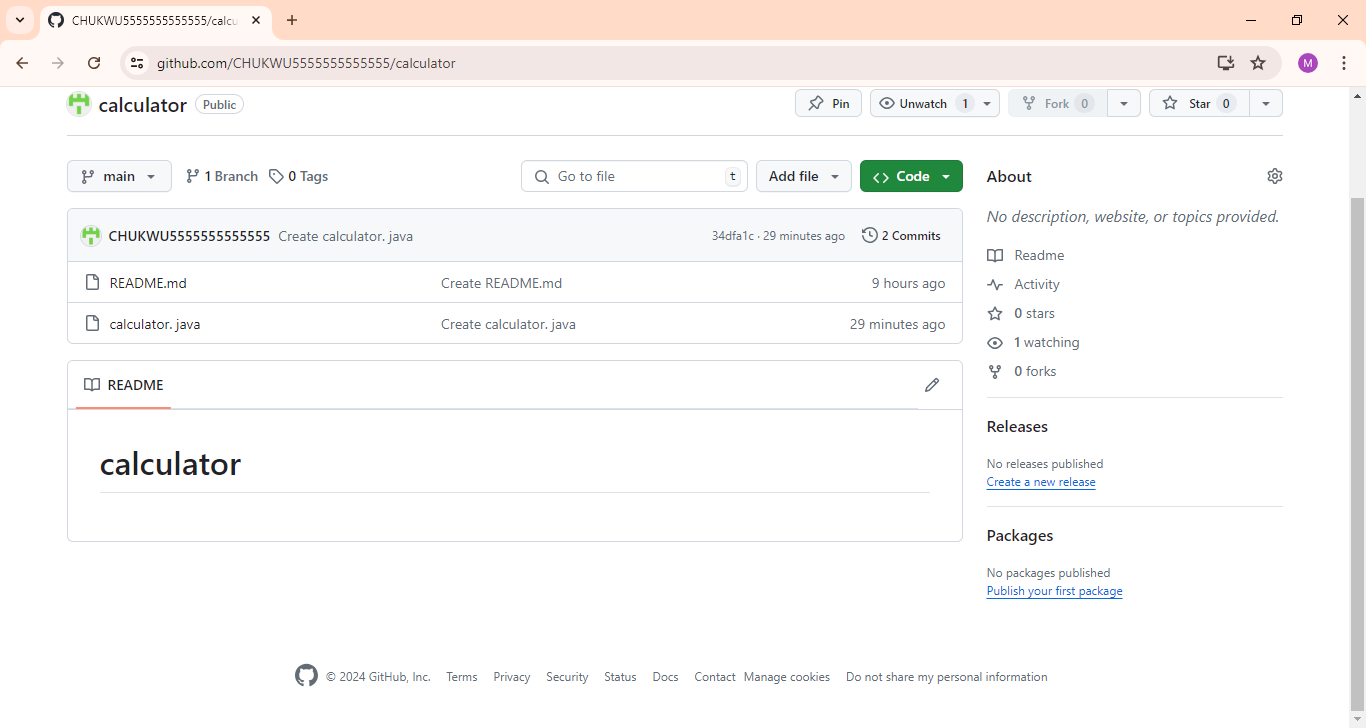 CHUKWU5555555555555/calcu
github.com/CHUKWU5555555555555/calculator
M
calculator Public
Pin Unwatch 1 Fork 0 Star 0
main 1 Branch 0 Tags Go to file t Add file Code
CHUKWU5555555555555 Create calculator. java 34dfa1c · 29 minutes ago 2 Commits
README.md Create README.md 9 hours ago
calculator. java Create calculator. java 29 minutes ago
README
calculator
About
No description, website, or topics provided.
Readme
Activity
0 stars
1 watching
0 forks
Releases
No releases published
Create a new release
Packages
No packages published
Publish your first package
© 2024 GitHub, Inc. Terms Privacy Security Status Docs Contact Manage cookies Do not share my personal information